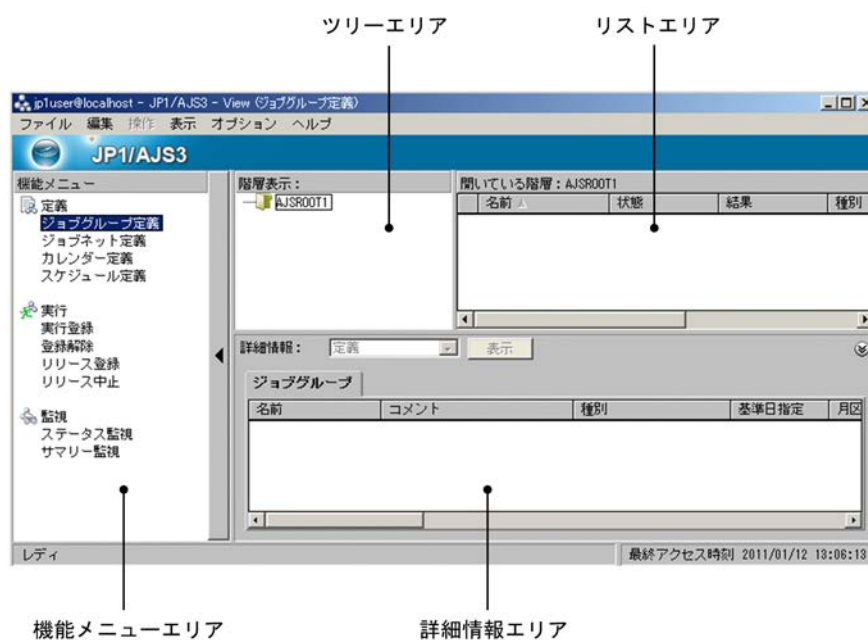 ツリーエリア
リストエリア
jp1user@localhost - JP1/AJS3 - View (ジョブグループ定義)
ファイル 編集 操作 表示 オプション ヘルプ
JP1/AJS3
機能メニュー
定義
ジョブグループ定義
ジョブネット定義
カレンダー定義
スケジュール定義
実行
実行登録
登録解除
リリース登録
リリース中止
監視
ステータス監視
サマリー監視
階層表示:
AJSROOT1
開いている階層:AJSROOT1
名前 状態 結果 種別
詳細情報: 定義 表示
ジョブグループ
名前 コメント 種別 基準日指定 月区
レディ
最終アクセス時刻 2011/01/12 13:06:13
機能メニューエリア
詳細情報エリア